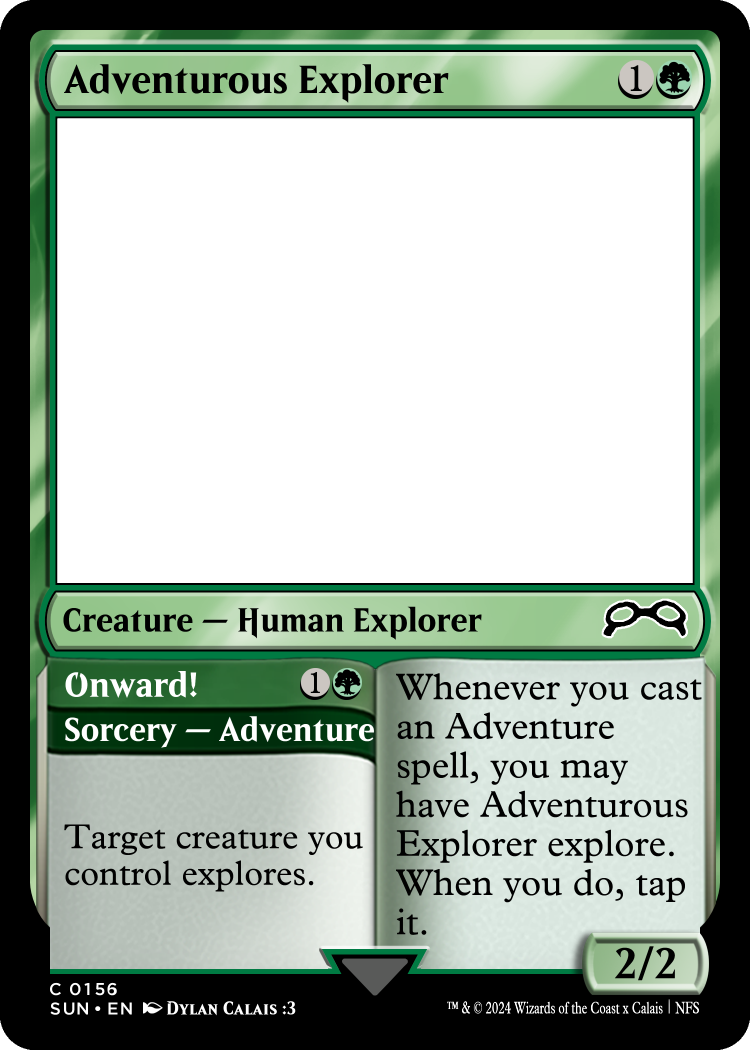 Adventurous Explorer 1
Creature — Human Explorer
Onward! 1
Sorcery — Adventure
Target creature you
control explores.
Whenever you cast
an Adventure
spell, you may
have Adventurous
Explorer explore.
When you do, tap
it.
2/2
C 0156
SUN • EN Dylan Calais :3
™ & © 2024 Wizards of the Coast x Calais | NFS